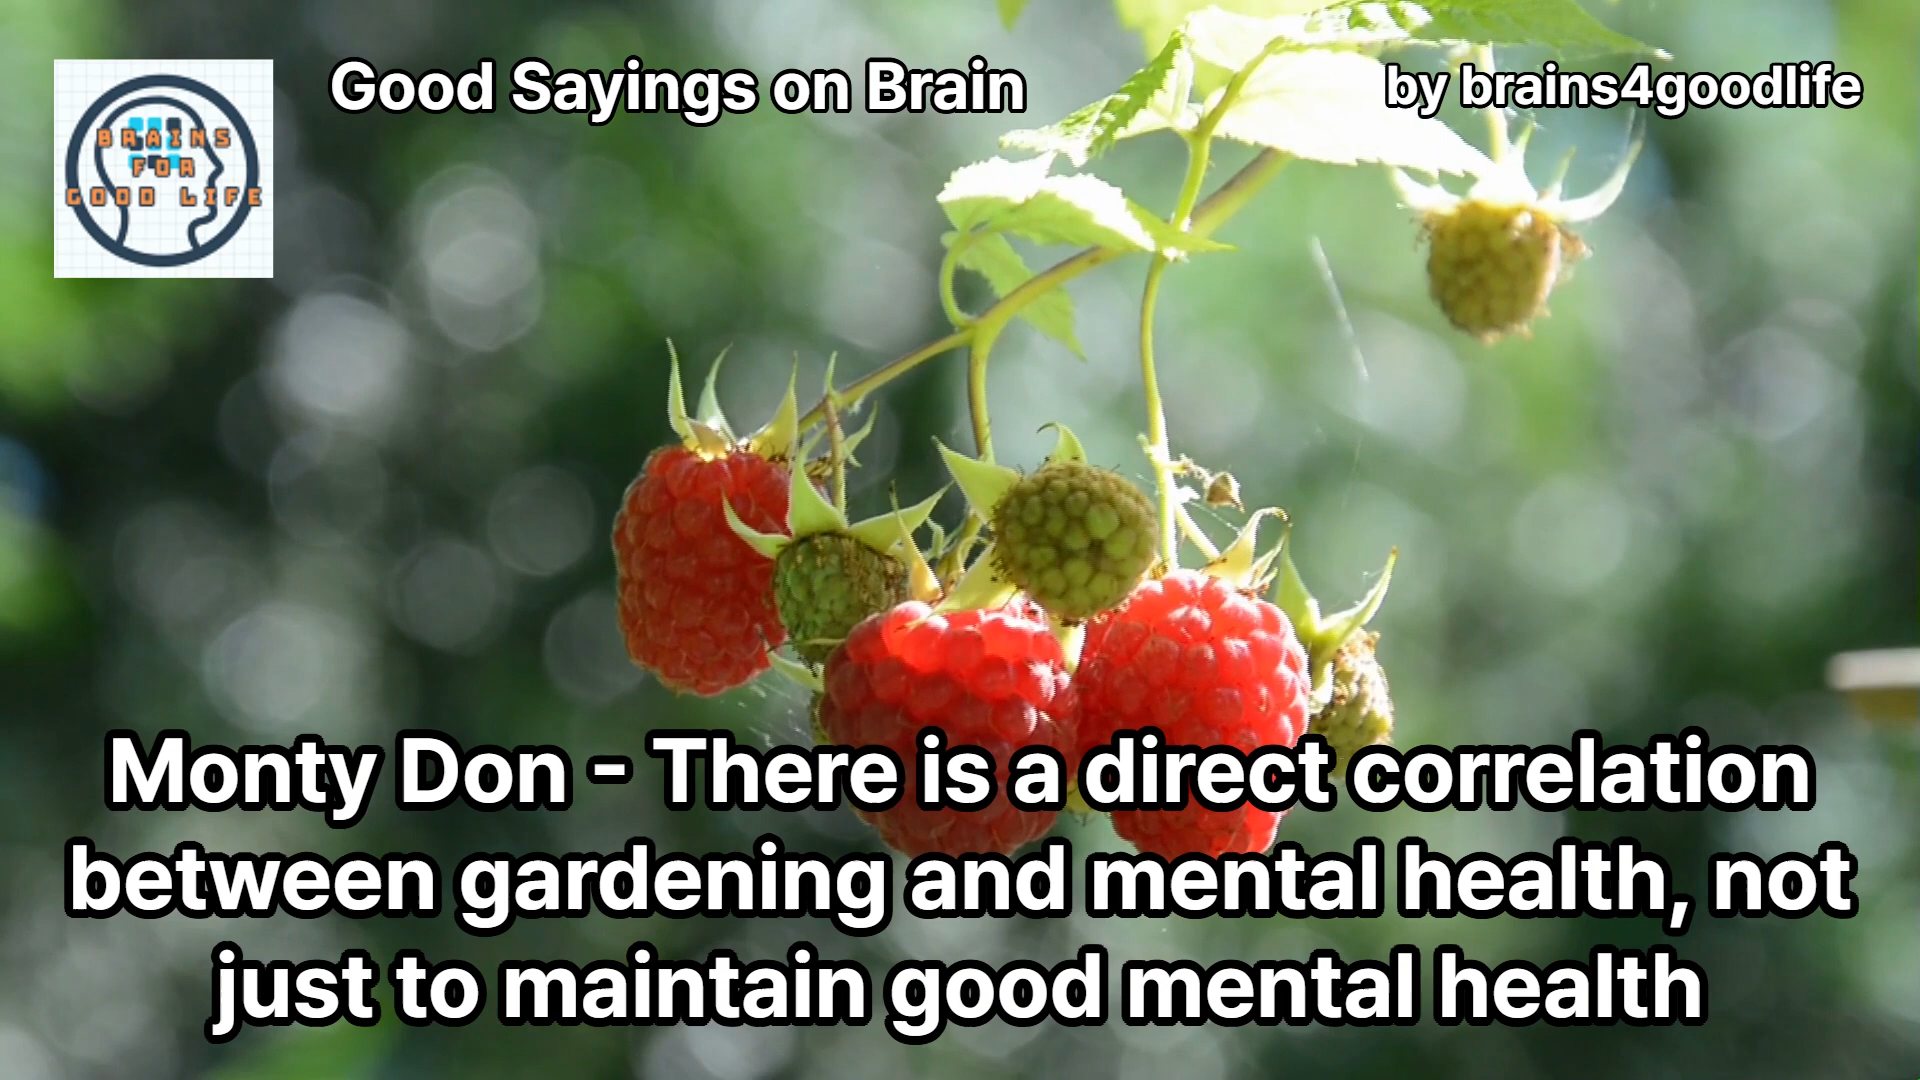 Good Sayings on Brain
by brains4goodlife
BRAINS
FOR
GOOD LIFE
Monty Don - There is a direct correlation
between gardening and mental health, not
just to maintain good mental health